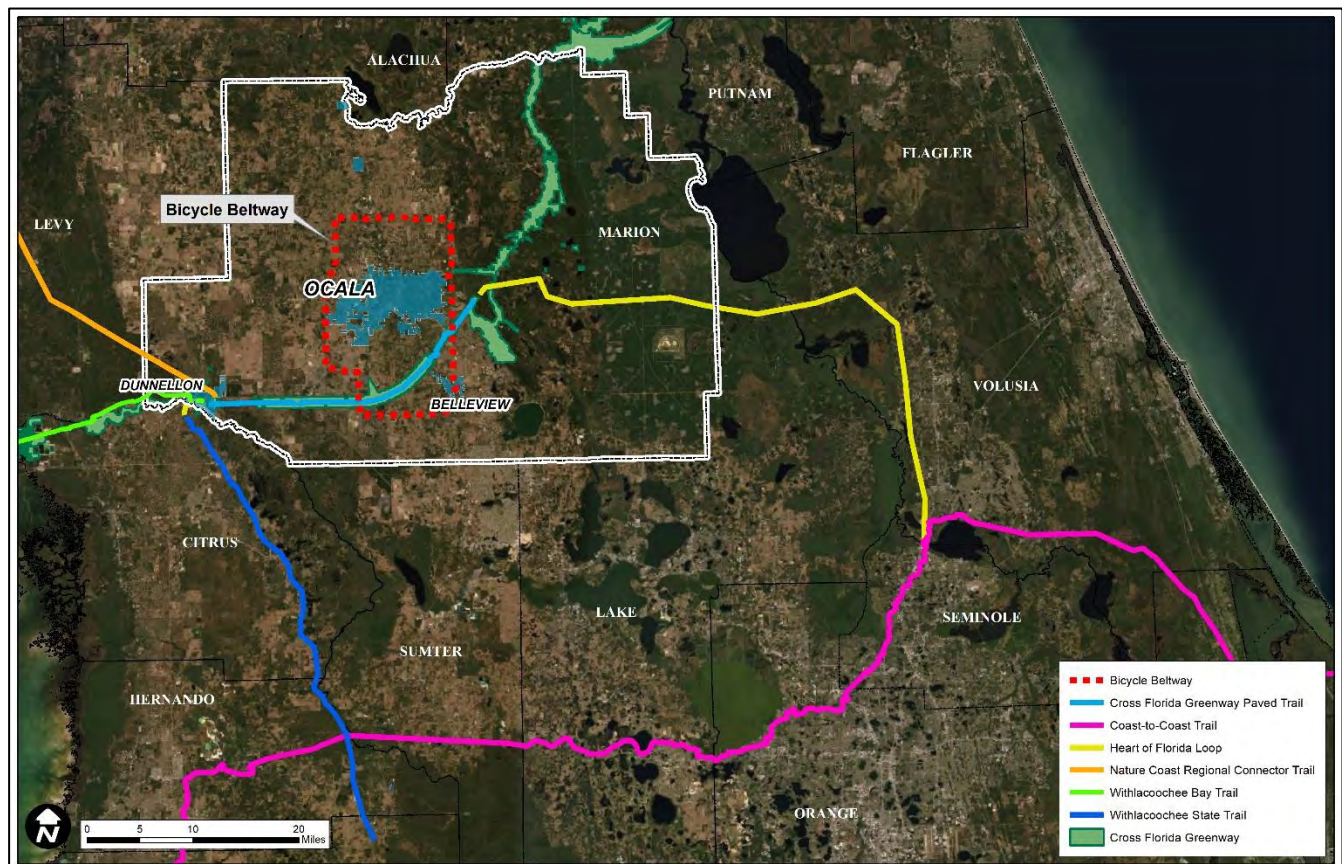 ALACHUA
PUTNAM
FLAGLER
Bicycle Beltway
LEVY
MARION
OCALA
VOLUSIA
DUNNELLON
BELLEVIEW
CITRUS
LAKE
SEMINOLE
SUMTER
HERNANDO
ORANGE
Bicycle Beltway
Cross Florida Greenway Paved Trail
Coast-to-Coast Trail
Heart of Florida Loop
Nature Coast Regional Connector Trail
Withlacoochee Bay Trail
Withlacoochee State Trail
Cross Florida Greenway
N
0 5 10 20
Miles